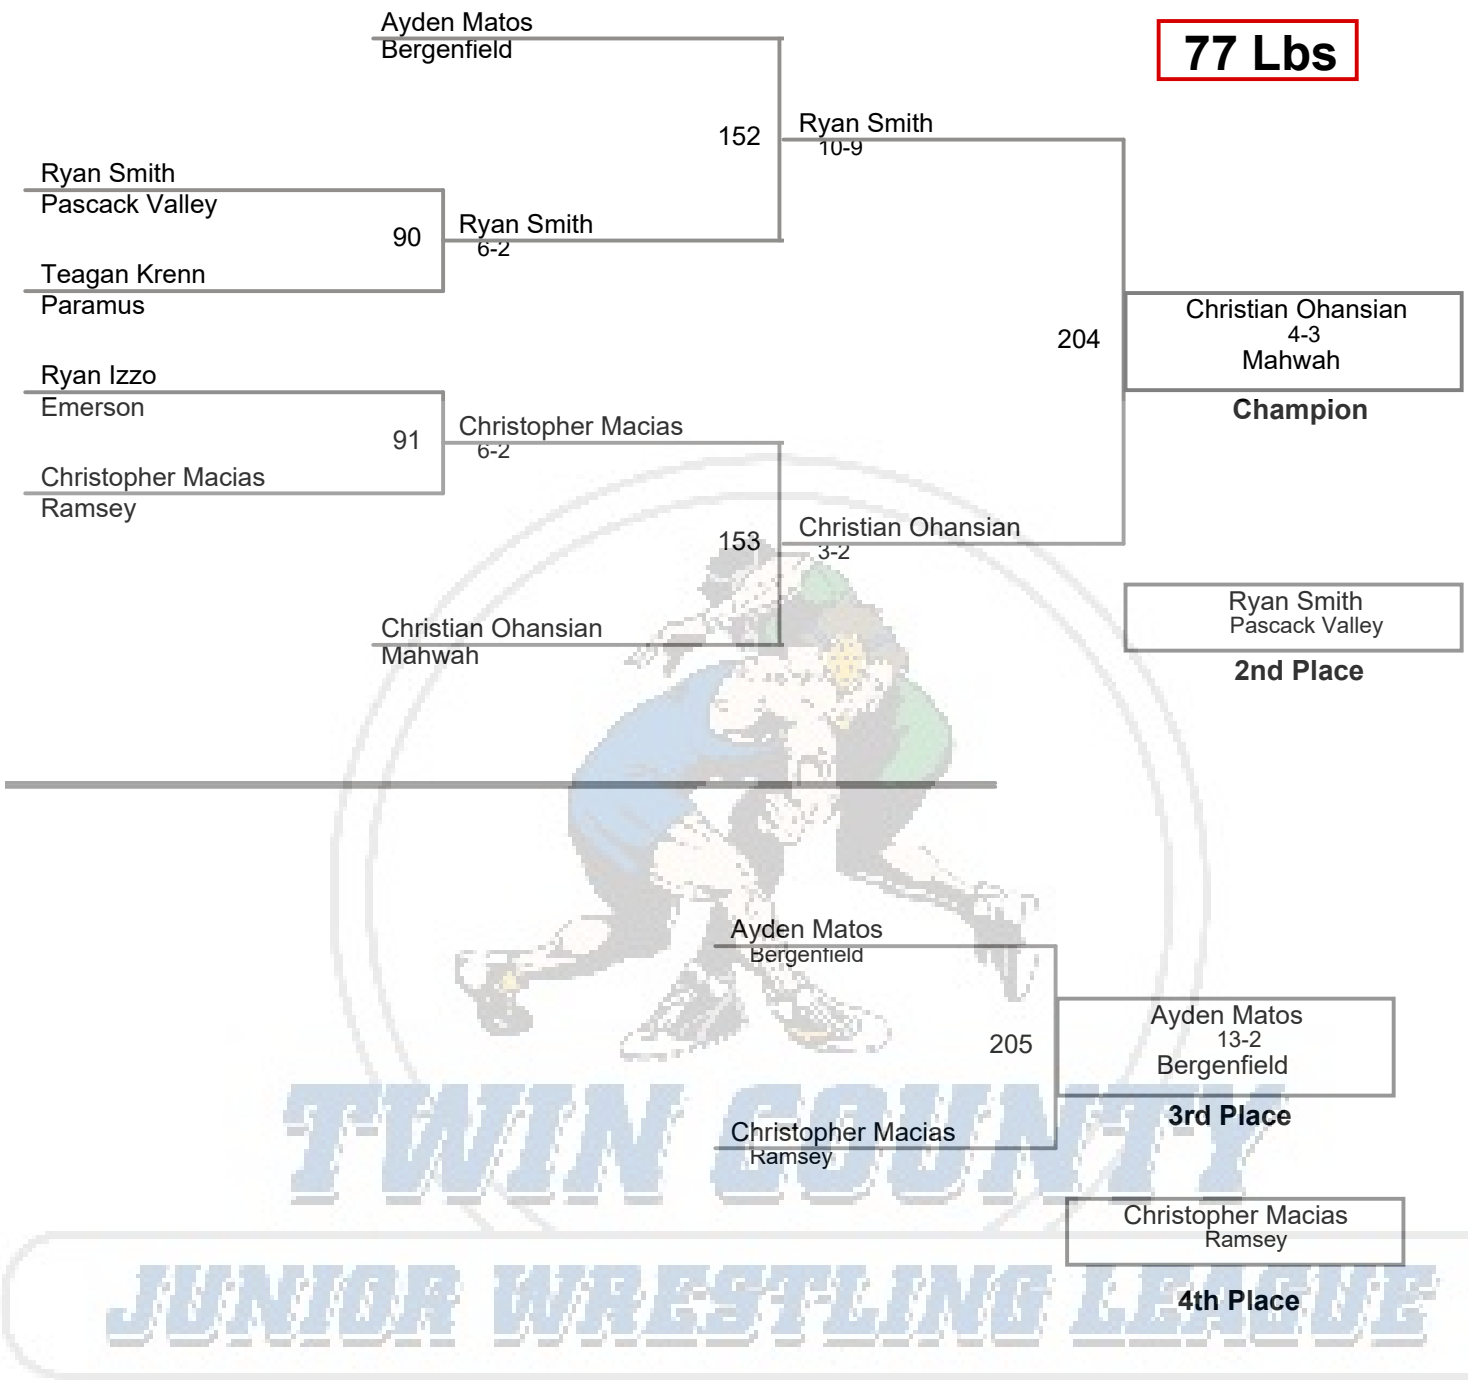 Ayden Matos
Bergenfield
77 Lbs
152
Ryan Smith
10-9
Ryan Smith
Pascack Valley
90
Ryan Smith
6-2
Teagan Krenn
Paramus
204
Christian Ohansian
4-3
Mahwah
Champion
Ryan Izzo
Emerson
91
Christopher Macias
6-2
Christopher Macias
Ramsey
153
Christian Ohansian
3-2
Christian Ohansian
Mahwah
Ryan Smith
Pascack Valley
2nd Place
Ayden Matos
Bergenfield
205
Ayden Matos
13-2
Bergenfield
3rd Place
Christopher Macias
Ramsey
Christopher Macias
Ramsey
4th Place
TWIN COUNTY
JUNIOR WRESTLING LEAGUE